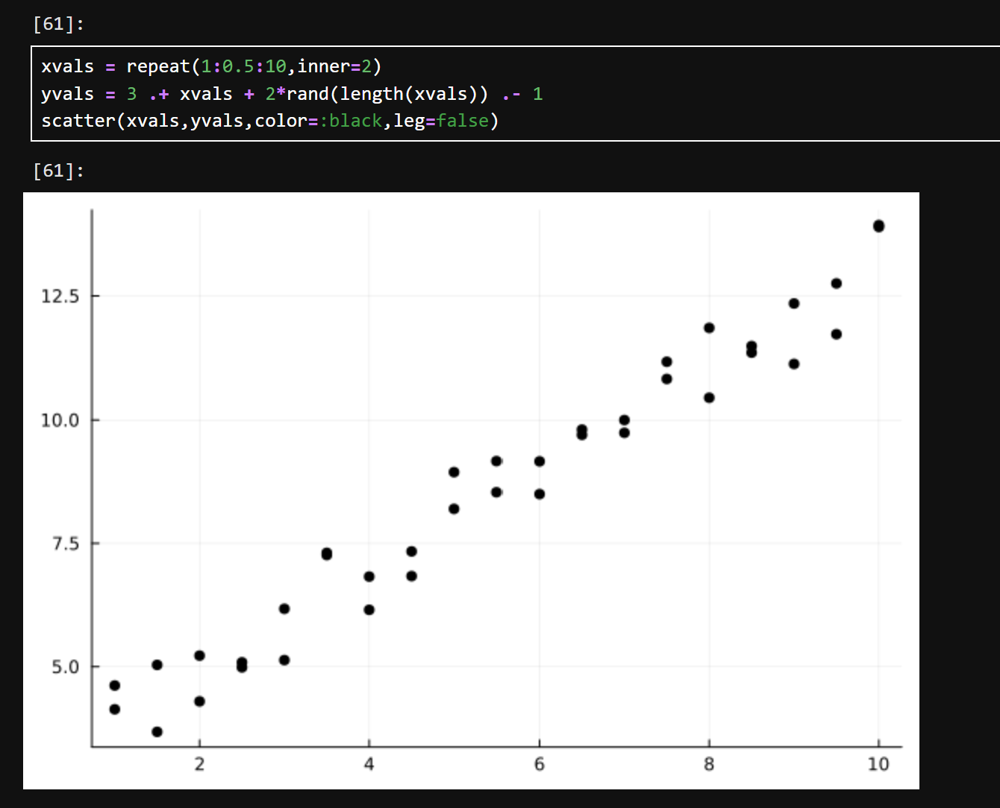 [61]:
xvals = repeat(1:0.5:10,inner=2)
yvals = 3 .+ xvals + 2*rand(length(xvals)) .- 1
scatter(xvals,yvals,color=:black,leg=false)
[61]:
12.5
10.0
7.5
5.0
2 4 6 8 10